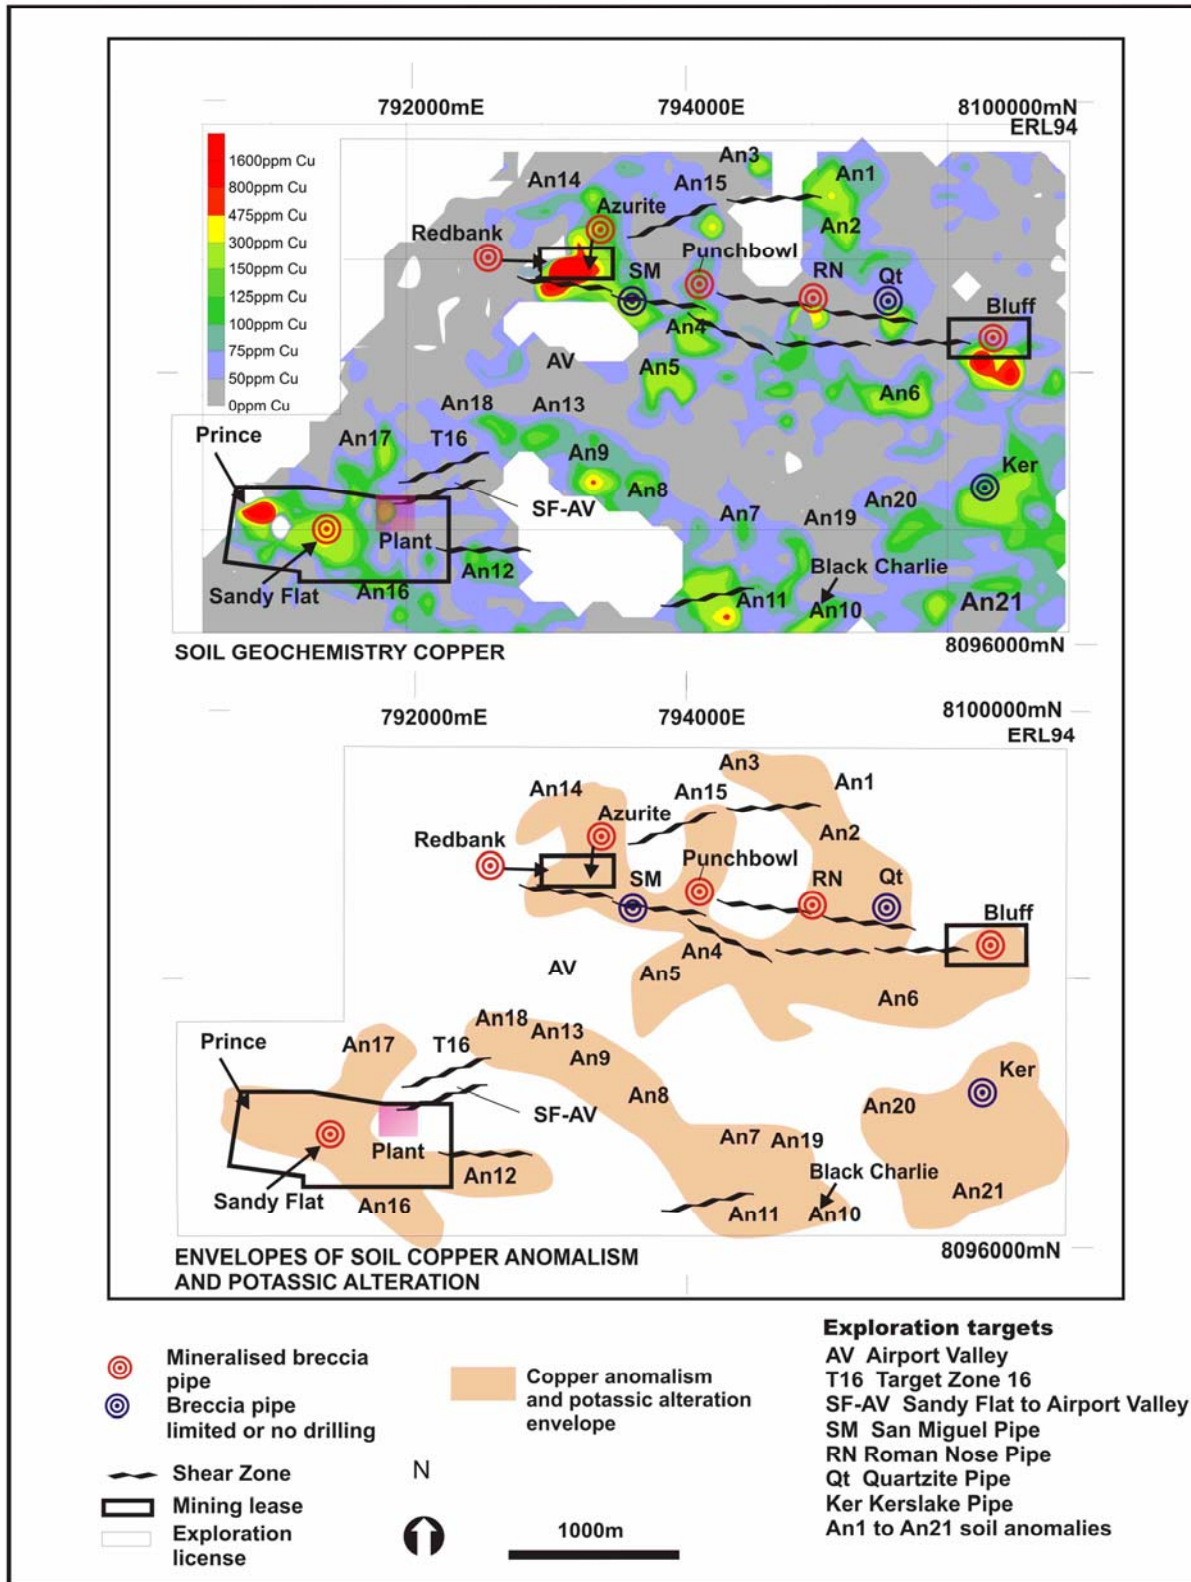 792000mE
794000E
8100000mN
ERL94
1600ppm Cu
800ppm Cu
475ppm Cu
300ppm Cu
150ppm Cu
125ppm Cu
100ppm Cu
75ppm Cu
50ppm Cu
0ppm Cu
An3
An14
An15
An1
Azurite
An2
Redbank
Punchbowl
SM
RN
Qt
Bluff
An4
AV
An5
An6
An18
An13
Prince
An17
T16
An9
Ker
An8
An20
SF-AV
An7
An19
Plant
An12
Black Charlie
Sandy Flat
An16
An11
An10
An21
SOIL GEOCHEMISTRY COPPER
8096000mN
792000mE
794000E
8100000mN
ERL94
An3
An14
An15
An1
Azurite
An2
Redbank
Punchbowl
SM
RN
Qt
Bluff
An4
AV
An5
An6
An18
An13
Prince
An17
T16
An9
Ker
An8
An20
SF-AV
An7
An19
Plant
An12
Black Charlie
Sandy Flat
An16
An11
An10
An21
ENVELOPES OF SOIL COPPER ANOMALISM
AND POTASSIC ALTERATION
8096000mN
Mineralised breccia
pipe
Breccia pipe
limited or no drilling
Shear Zone
Mining lease
Exploration
license
Copper anomalism
and potassic alteration
envelope
N
1000m
Exploration targets
AV Airport Valley
T16 Target Zone 16
SF-AV Sandy Flat to Airport Valley
SM San Miguel Pipe
RN Roman Nose Pipe
Qt Quartzite Pipe
Ker Kerslake Pipe
An1 to An21 soil anomalies